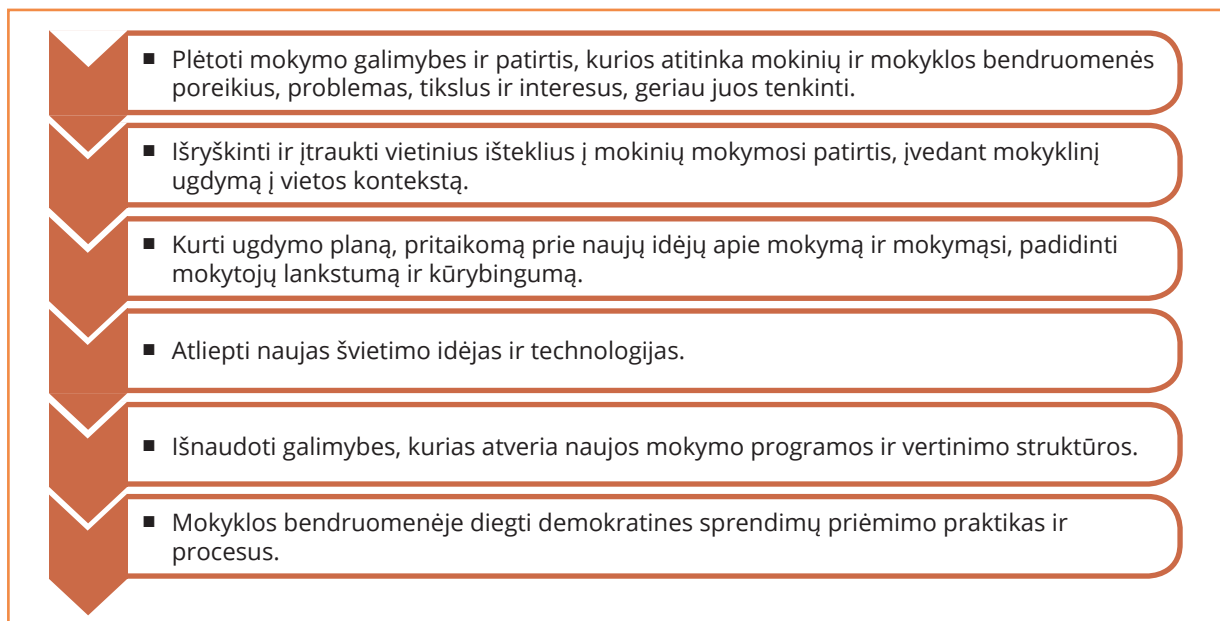 ▪ Plėtoti mokymo galimybes ir patirtis, kurios atitinka mokinių ir mokyklos bendruomenės
poreikius, problemas, tikslus ir interesus, geriau juos tenkinti.
▪ Išryškinti ir įtraukti vietinius išteklius į mokinių mokymosi patirtis, įvedant mokyklinį
ugdymą į vietos kontekstą.
▪ Kurti ugdymo planą, pritaikomą prie naujų idėjų apie mokymą ir mokymąsi, padidinti
mokytojų lankstumą ir kūrybingumą.
▪ Atliepti naujas švietimo idėjas ir technologijas.
▪ Išnaudoti galimybes, kurias atveria naujos mokymo programos ir vertinimo struktūros.
▪ Mokyklos bendruomenėje diegti demokratines sprendimų priėmimo praktikas ir
procesus.